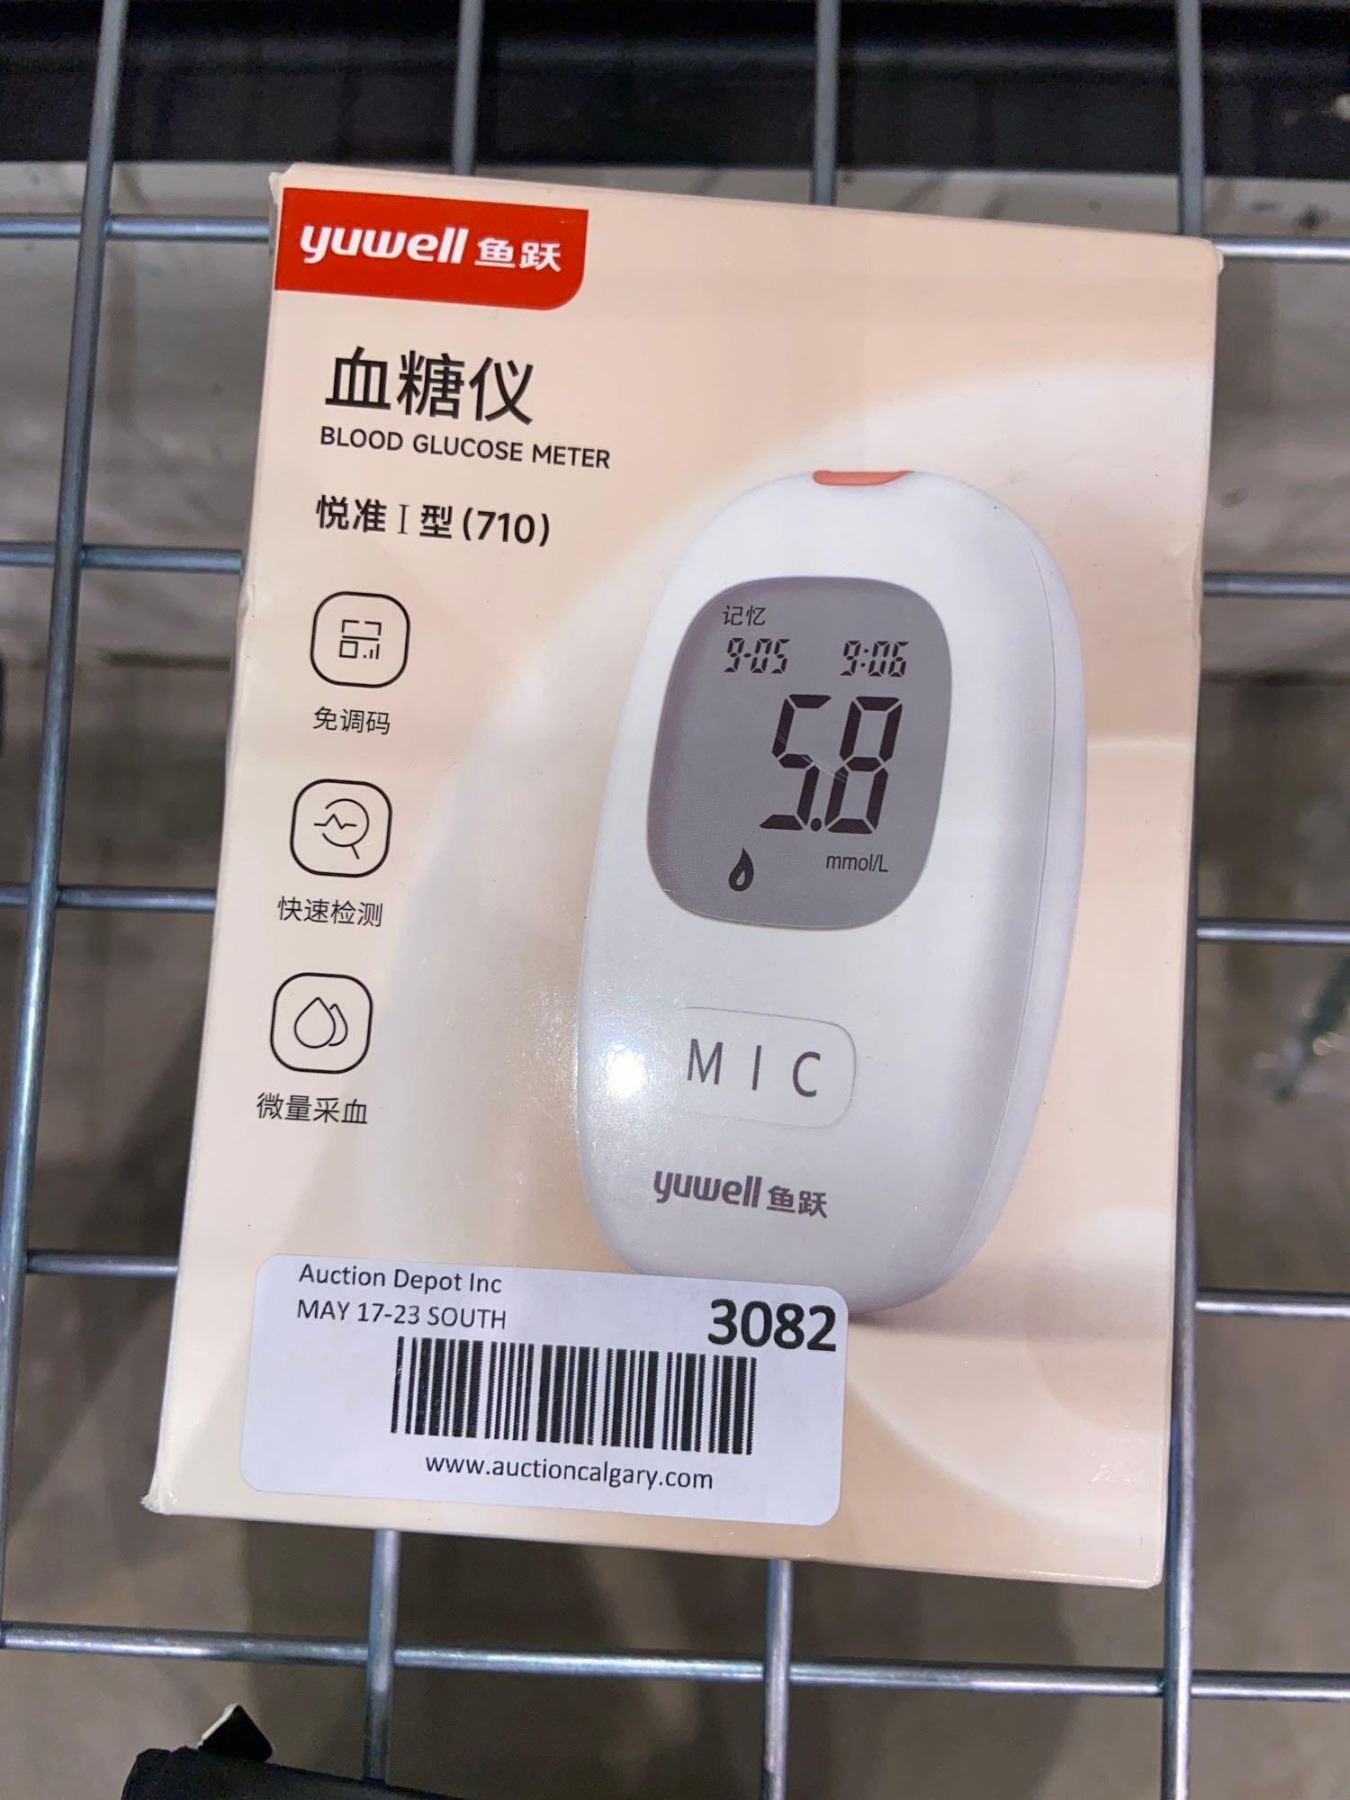 yuwell 鱼跃
血糖仪
BLOOD GLUCOSE METER
悦准 I 型 (710)
免调码
快速检测
微量采血
记忆
9-05 9:06
5.8
mmol/L
M I C
yuwell 鱼跃
Auction Depot Inc
MAY 17-23 SOUTH
3082
www.auctioncalgary.com